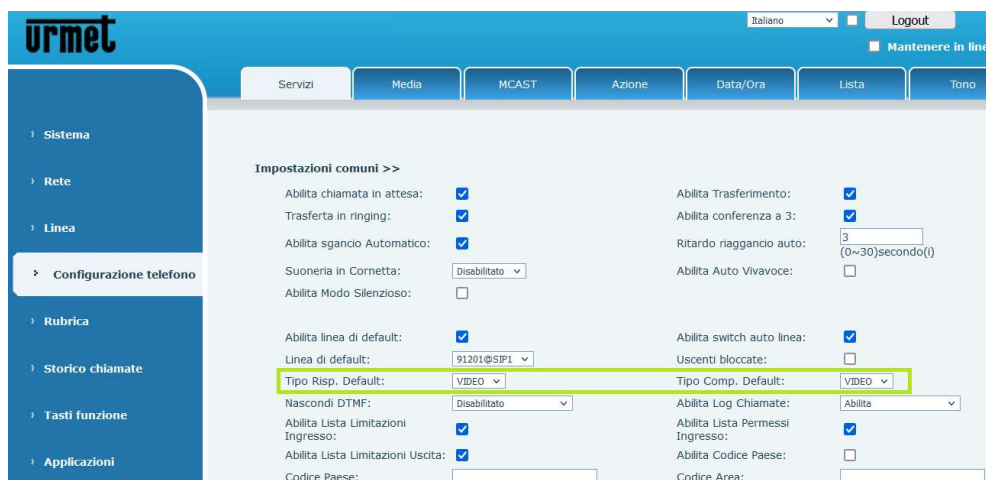 urmet
Italiano
Logout
Mantenere in line
Servizi
Media
MCAST
Azione
Data/Ora
Lista
Tono
Sistema
Rete
Linea
Configurazione telefono
Rubrica
Storico chiamate
Tasti funzione
Applicazioni
Impostazioni comuni >>
Abilita chiamata in attesa:
Abilita Trasferimento:
Trasferta in ringing:
Abilita conferenza a 3:
Abilita sgancio Automatico:
Ritardo riaggancio auto:
3
(0~30)secondo(i)
Suoneria in Cornetta:
Disabilitato
Abilita Auto Vivavoce:
Abilita Modo Silenzioso:
Abilita linea di default:
Abilita switch auto linea:
Linea di default:
91201@SIP1
Uscenti bloccate:
Tipo Risp. Default:
VIDEO
Tipo Comp. Default:
VIDEO
Nascondi DTMF:
Disabilitato
Abilita Log Chiamate:
Abilita
Abilita Lista Limitazioni
Ingresso:
Abilita Lista Permessi
Ingresso:
Abilita Lista Limitazioni Uscita:
Abilita Codice Paese:
Codice Paese:
Codice Area: